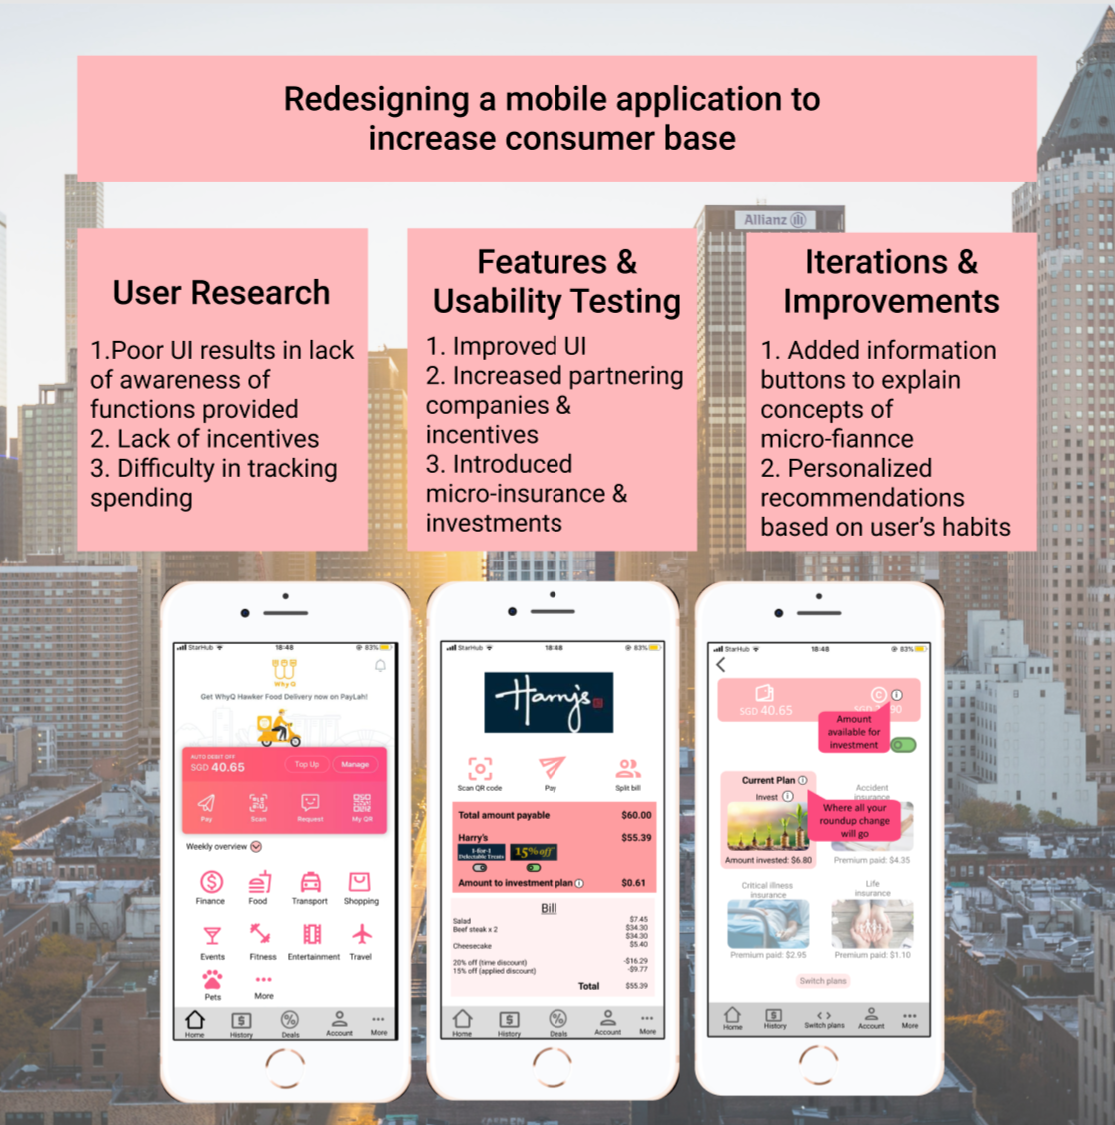 Redesigning a mobile application to
increase consumer base
Allianz
User Research
1.Poor UI results in lack
of awareness of
functions provided
2. Lack of incentives
3. Difficulty in tracking
spending
Features &
Usability Testing
1. Improved UI
2. Increased partnering
companies &
incentives
3. Introduced
micro-insurance &
investments
Iterations &
Improvements
1. Added information
buttons to explain
concepts of
micro-fiannce
2. Personalized
recommendations
based on user's habits
StarHub 18:48 83%
WhyQ
Get WhyQ Hawker Food Delivery now on PayLah!
AUTO DEBIT OFF
SGD 40.65 Top Up Manage
Pay Scan Request My QR
Weekly overview
Finance Food Transport Shopping
Events Fitness Entertainment Travel
Pets More
Home History Deals Account More
StarHub 18:48 83%
Harry's
Scan QR code Pay Split bill
Total amount payable $60.00
Harry's $55.39
1-for-1 15% off
Delectable Treats
Amount to investment plan $0.61
Bill
Salad $7.45
Beef steak x 2 $34.30
$34.30
Cheesecake $5.40
20% off (time discount) -$16.29
15% off (applied discount) -$9.77
Total $55.39
Home History Deals Account More
StarHub 18:48 83%
SGD 40.65 SGD 90
Amount
available for
investment
Current Plan
Invest
Accident
insurance
Where all your
roundup change
will go
Amount invested: $6.80 Premium paid: $4.35
Critical illness
insurance
Life
insurance
Premium paid: $2.95 Premium paid: $1.10
Switch plans
Home History Switch plans Account More